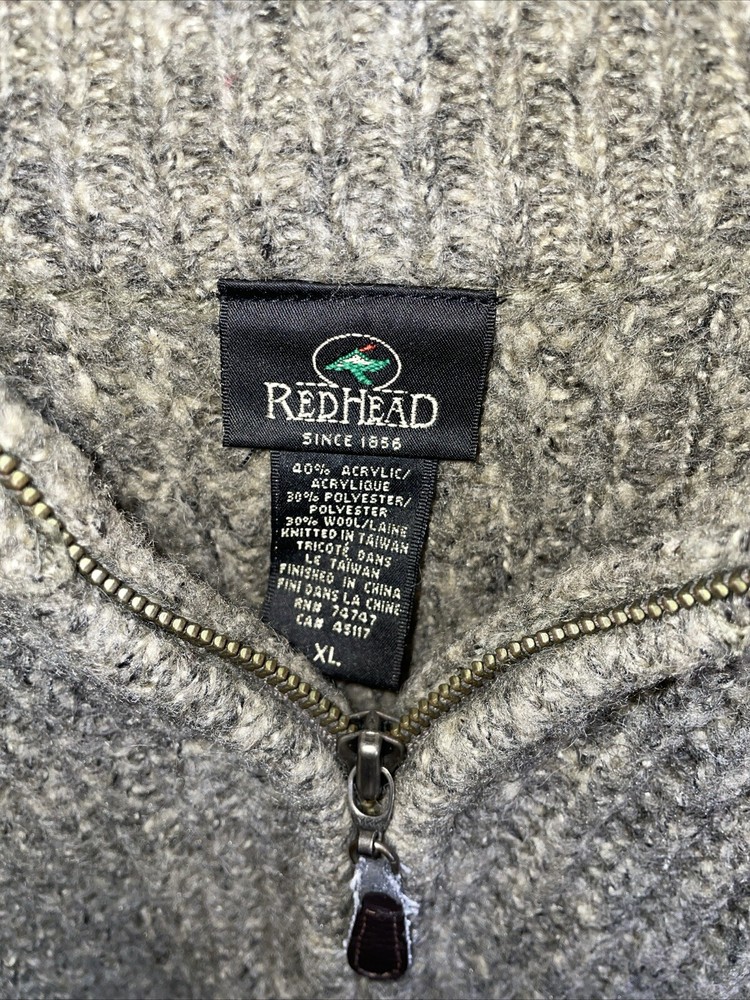 REDHEAD
SINCE 1856
40% ACRYLIC/
ACRYLIQUE
30% POLYESTER/
POLYESTER
30% WOOL/LAINE
KNITTED IN TAIWAN
TRICOTÉ DANS
LE TAIWAN
FINISHED IN CHINA
FINI DANS LA CHINE
RN# 74747
CA# 45117
XL.